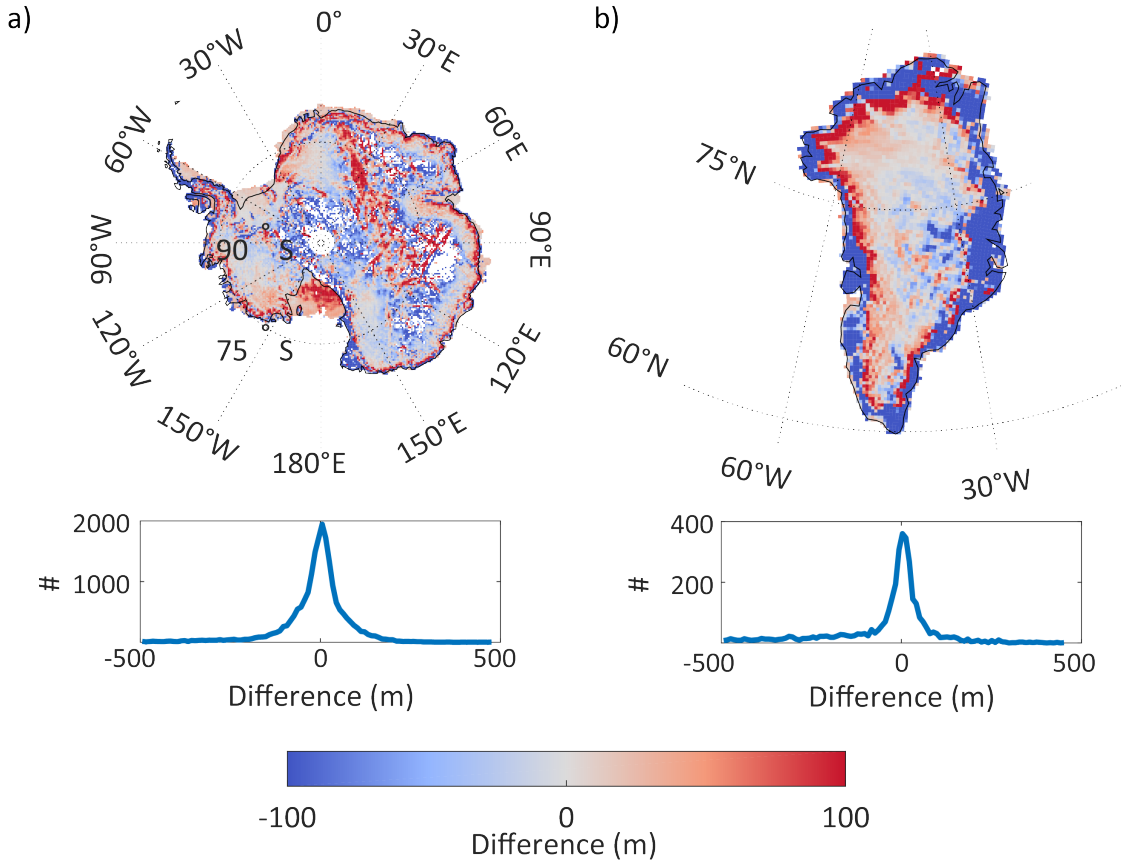 a)
b)
0°
30°W
30°E
60°W
60°E
75°N
90°W
90°E
90 ° S
120°W
75 ° S
120°E
60°N
150°W
150°E
180°E
60°W
30°W
2000
1000
#
-500
0
500
Difference (m)
400
200
#
-500
0
500
Difference (m)
-100
0
100
Difference (m)